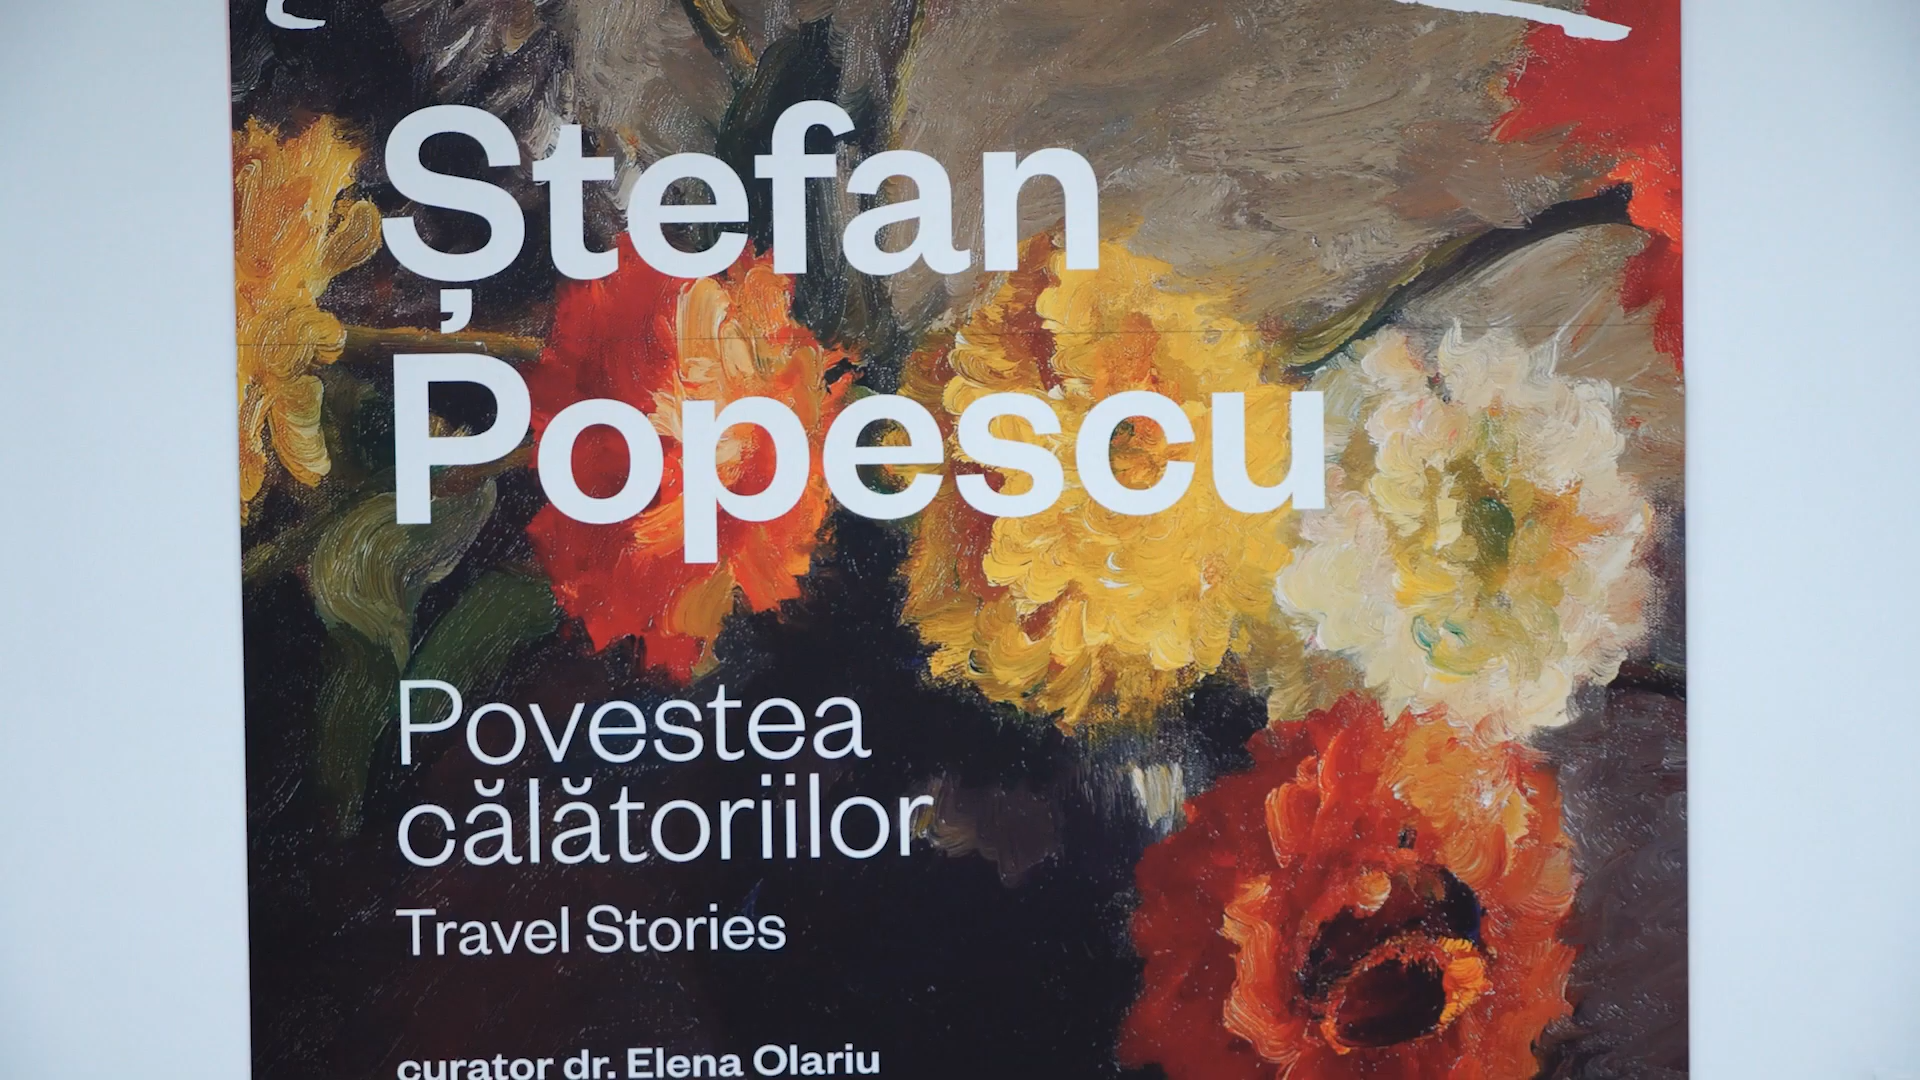 Ștefan
Popescu
Povestea
călătoriilor
Travel Stories
curator dr. Elena Olariu